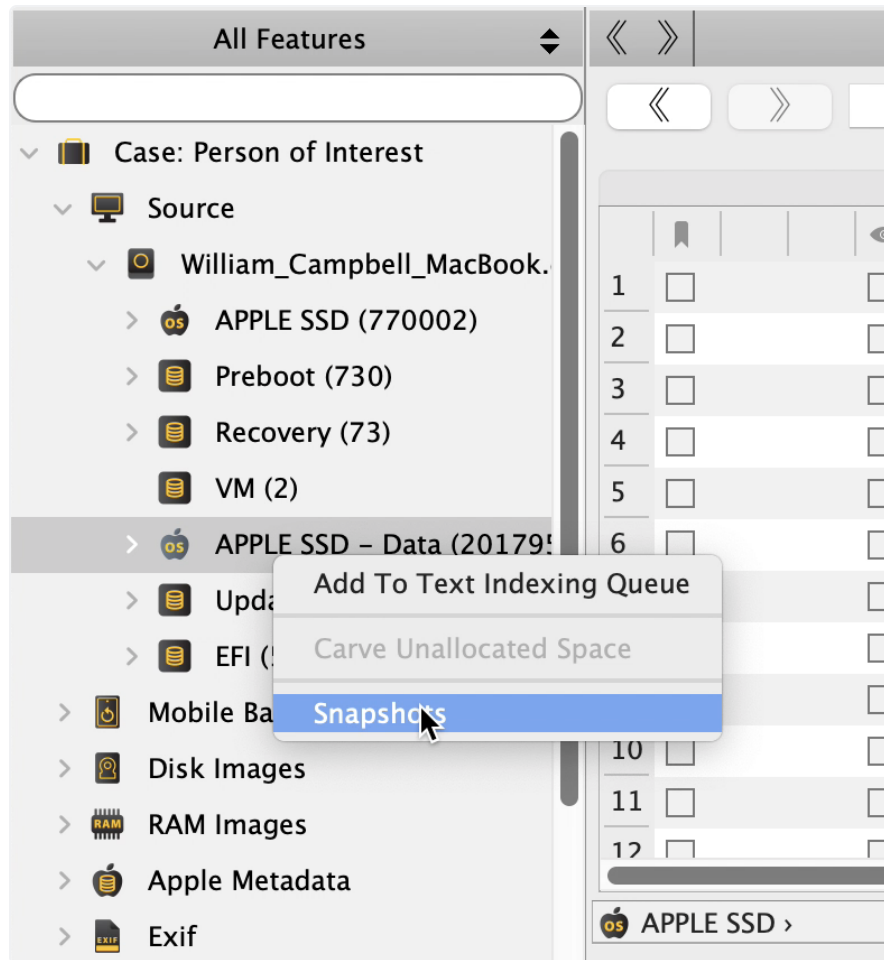 All Features
Case: Person of Interest
Source
William_Campbell_MacBook.
APPLE SSD (770002)
Preboot (730)
Recovery (73)
VM (2)
APPLE SSD – Data (201795
Add To Text Indexing Queue
Carve Unallocated Space
Snapshots
Upda
EFI (
Mobile Ba
Disk Images
RAM Images
Apple Metadata
Exif
1
2
3
4
5
6
10
11
12
APPLE SSD ›
os
os
RAM
EXIF
os